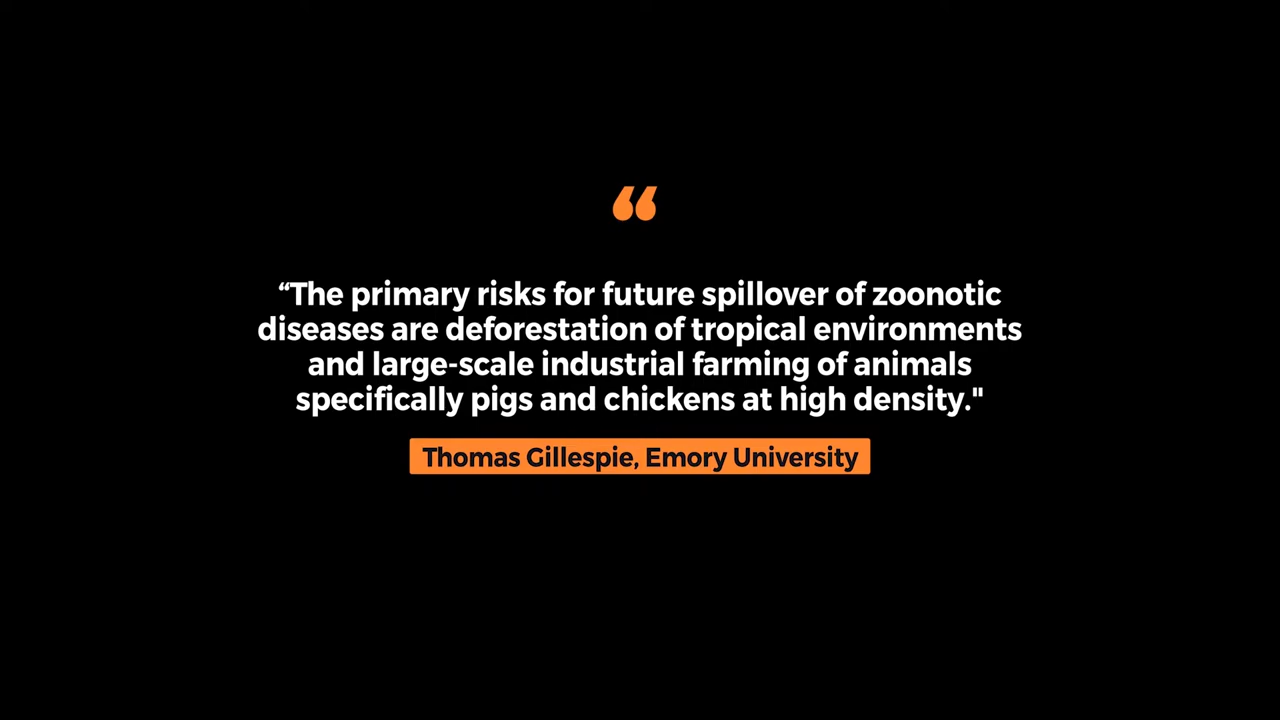 “
“The primary risks for future spillover of zoonotic
diseases are deforestation of tropical environments
and large-scale industrial farming of animals
specifically pigs and chickens at high density."
Thomas Gillespie, Emory University